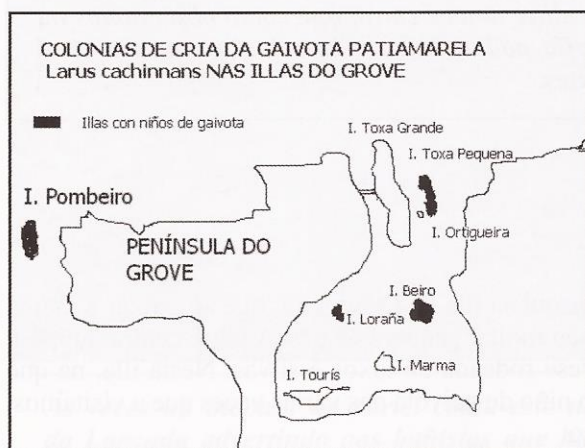 COLONIAS DE CRIA DA GAIVOTA PATIAMARELA
Larus cachinnans NAS ILLAS DO GROVE
Illas con niños de gaivota
I. Toxa Grande
I. Toxa Pequena
I. Pombeiro
I. Ortigueira
PENÍNSULA DO
GROVE
I. Beiro
I. Loraña
I. Marma
I. Tourís